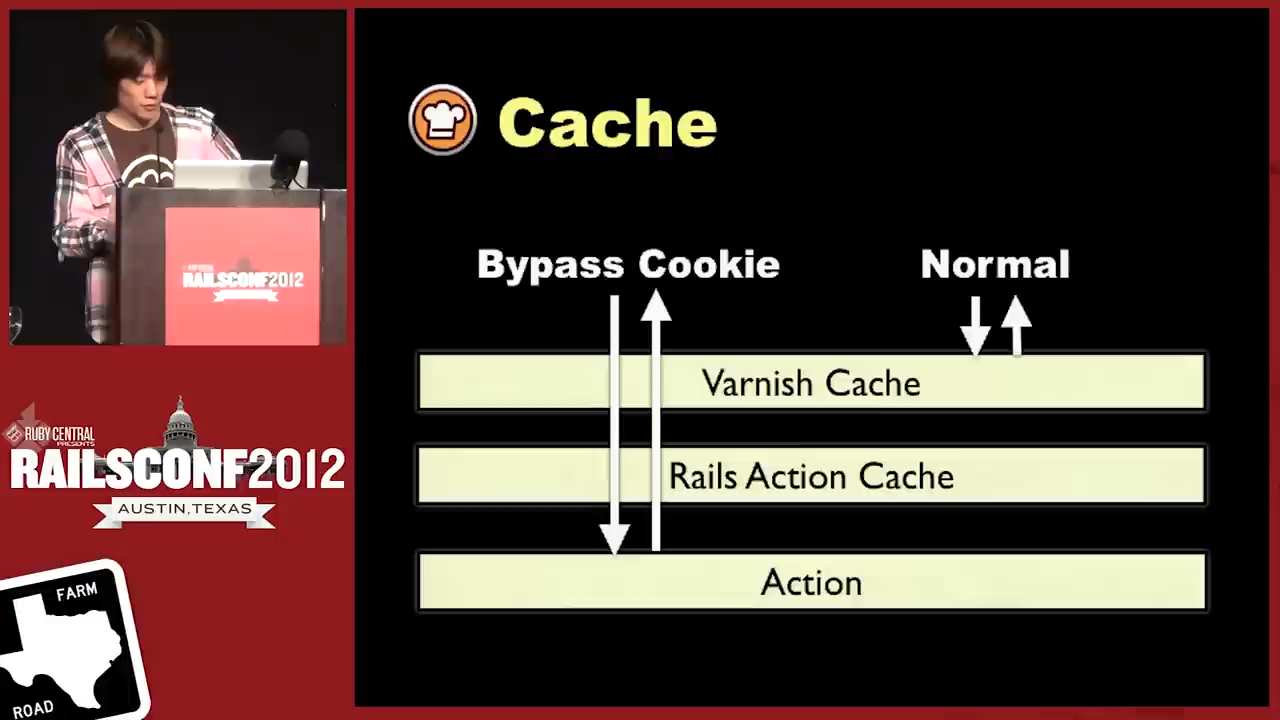 Cache
Bypass Cookie
Normal
Varnish Cache
Rails Action Cache
Action
RAILSCONF2012
RUBY CENTRAL
PRESENTS
RAILSCONF2012
AUSTIN, TEXAS
FARM
ROAD